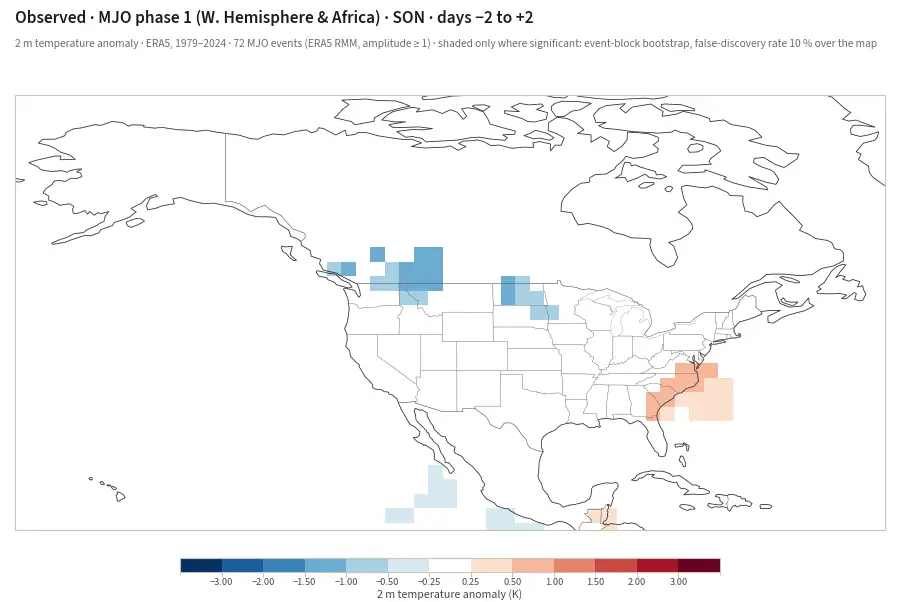 Observed · MJO phase 1 (W. Hemisphere & Africa) · SON · days −2 to +2
2 m temperature anomaly · ERA5, 1979–2024 · 72 MJO events (ERA5 RMM, amplitude ≥ 1) · shaded only where significant: event-block bootstrap, false-discovery rate 10 % over the map
−3.00 −2.00 −1.50 −1.00 −0.50 −0.25 0.25 0.50 1.00 1.50 2.00 3.00
2 m temperature anomaly (K)